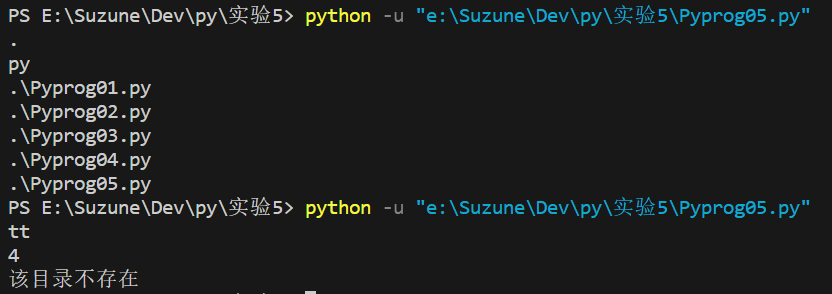 PS E:\Suzune\Dev\py\实验5> python -u "e:\Suzune\Dev\py\实验5\Pyprog05.py"
.
py
.\Pyprog01.py
.\Pyprog02.py
.\Pyprog03.py
.\Pyprog04.py
.\Pyprog05.py
PS E:\Suzune\Dev\py\实验5> python -u "e:\Suzune\Dev\py\实验5\Pyprog05.py"
tt
4
该目录不存在